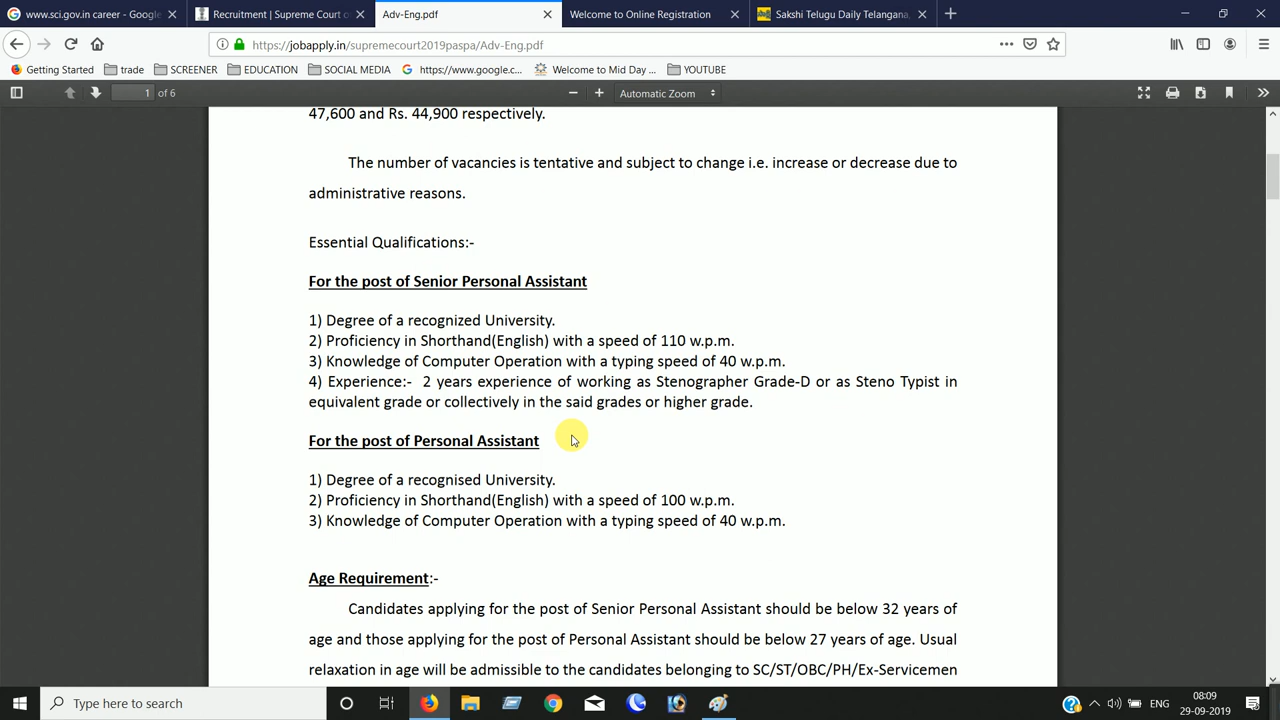 www.sci.gov.in career - Google
Recruitment | Supreme Court o
Adv-Eng.pdf
Welcome to Online Registration
Sakshi Telugu Daily Telangana,
https://jobapply.in/supremecourt2019paspa/Adv-Eng.pdf
Getting Started
trade
SCREENER
EDUCATION
SOCIAL MEDIA
https://www.google.c...
Welcome to Mid Day ...
YOUTUBE
1 of 6
Automatic Zoom
47,600 and Rs. 44,900 respectively.
The number of vacancies is tentative and subject to change i.e. increase or decrease due to
administrative reasons.
Essential Qualifications:-
For the post of Senior Personal Assistant
1) Degree of a recognized University.
2) Proficiency in Shorthand(English) with a speed of 110 w.p.m.
3) Knowledge of Computer Operation with a typing speed of 40 w.p.m.
4) Experience:- 2 years experience of working as Stenographer Grade-D or as Steno Typist in
equivalent grade or collectively in the said grades or higher grade.
For the post of Personal Assistant
1) Degree of a recognised University.
2) Proficiency in Shorthand(English) with a speed of 100 w.p.m.
3) Knowledge of Computer Operation with a typing speed of 40 w.p.m.
Age Requirement:-
Candidates applying for the post of Senior Personal Assistant should be below 32 years of
age and those applying for the post of Personal Assistant should be below 27 years of age. Usual
relaxation in age will be admissible to the candidates belonging to SC/ST/OBC/PH/Ex-Servicemen
Type here to search
ENG
08:09
29-09-2019